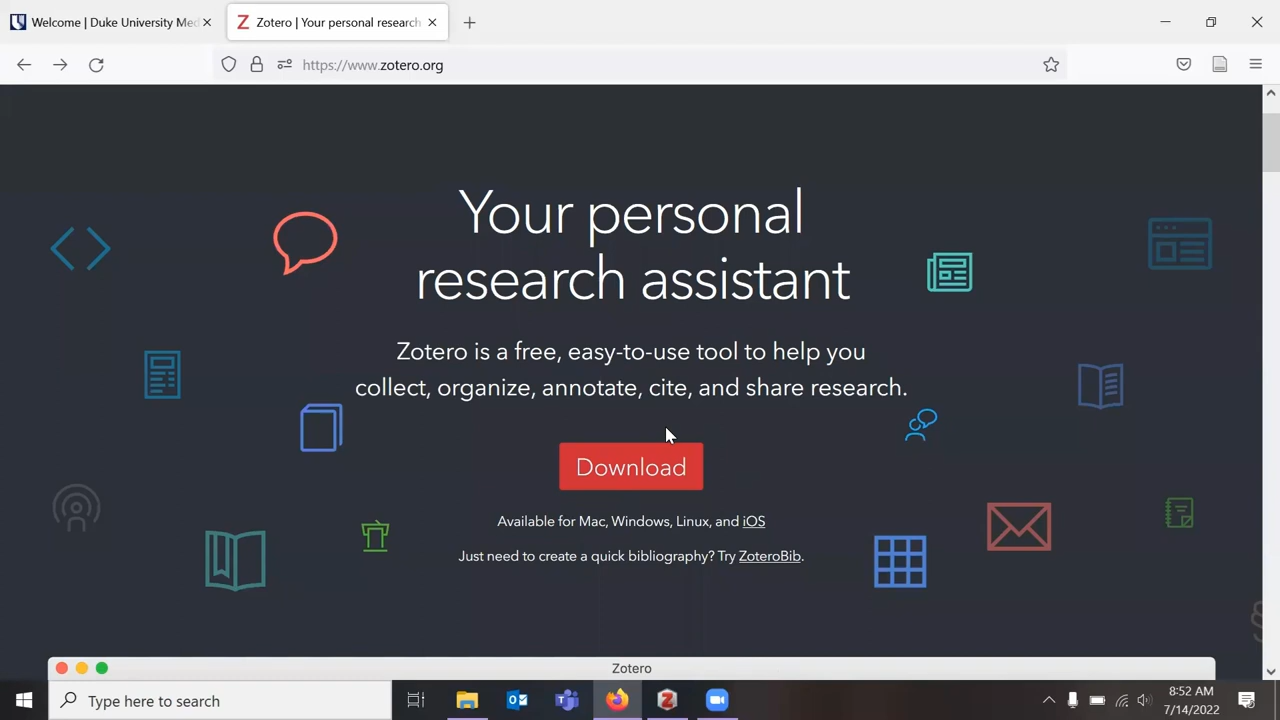 Welcome | Duke University Med
Zotero | Your personal research
https://www.zotero.org
Your personal
research assistant
Zotero is a free, easy-to-use tool to help you
collect, organize, annotate, cite, and share research.
Download
Available for Mac, Windows, Linux, and iOS
Just need to create a quick bibliography? Try ZoteroBib.
Zotero
Type here to search
8:52 AM
7/14/2022